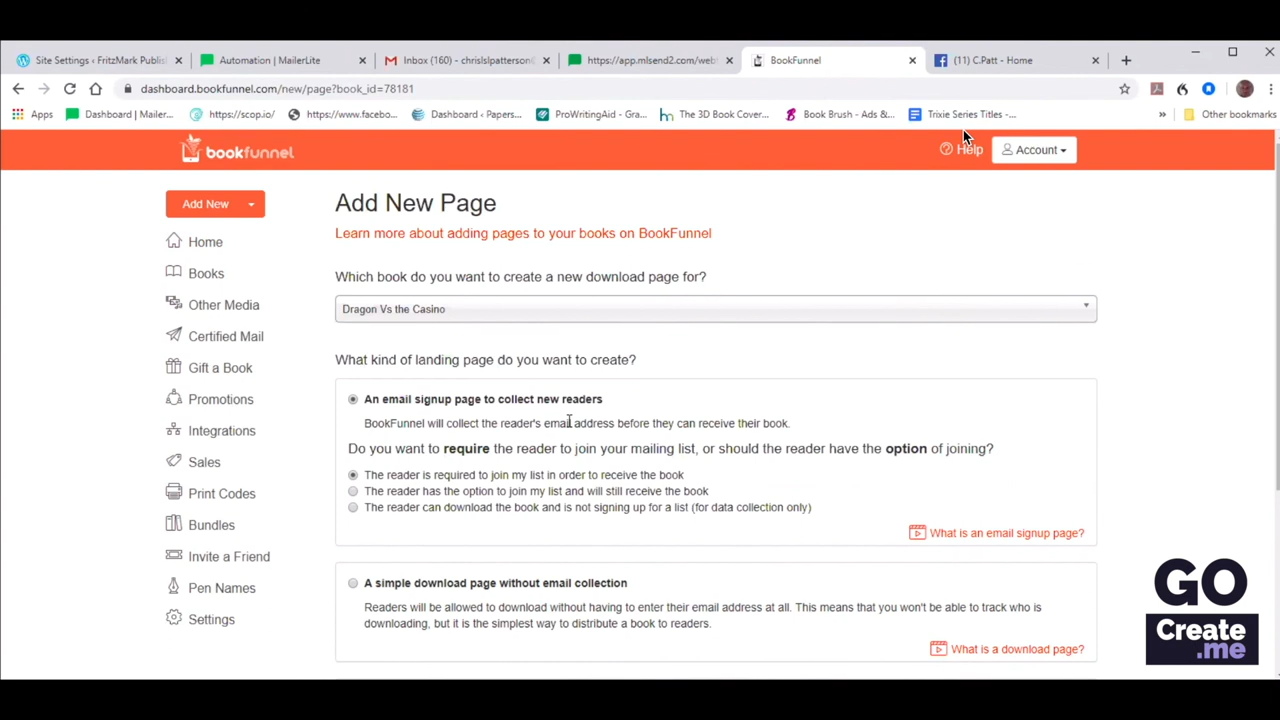 Site Settings ‹ FritzMark Publis
Automation | MailerLite
Inbox (160) - chrislslpatterson@
https://app.mlsend2.com/web
BookFunnel
(11) C.Patt - Home
dashboard.bookfunnel.com/new/page?book_id=78181
Apps
Dashboard | Mailer...
https://scop.io/
https://www.facebo...
Dashboard ‹ Papers...
ProWritingAid - Gra...
The 3D Book Cover...
Book Brush - Ads &...
Trixie Series Titles -...
»
Other bookmarks
bookfunnel
Help
Account
Add New
Home
Books
Other Media
Certified Mail
Gift a Book
Promotions
Integrations
Sales
Print Codes
Bundles
Invite a Friend
Pen Names
Settings
Add New Page
Learn more about adding pages to your books on BookFunnel
Which book do you want to create a new download page for?
Dragon Vs the Casino
What kind of landing page do you want to create?
An email signup page to collect new readers
BookFunnel will collect the reader's email address before they can receive their book.
Do you want to require the reader to join your mailing list, or should the reader have the option of joining?
The reader is required to join my list in order to receive the book
The reader has the option to join my list and will still receive the book
The reader can download the book and is not signing up for a list (for data collection only)
What is an email signup page?
A simple download page without email collection
Readers will be allowed to download without having to enter their email address at all. This means that you won't be able to track who is
downloading, but it is the simplest way to distribute a book to readers.
What is a download page?
GO
Create
.me